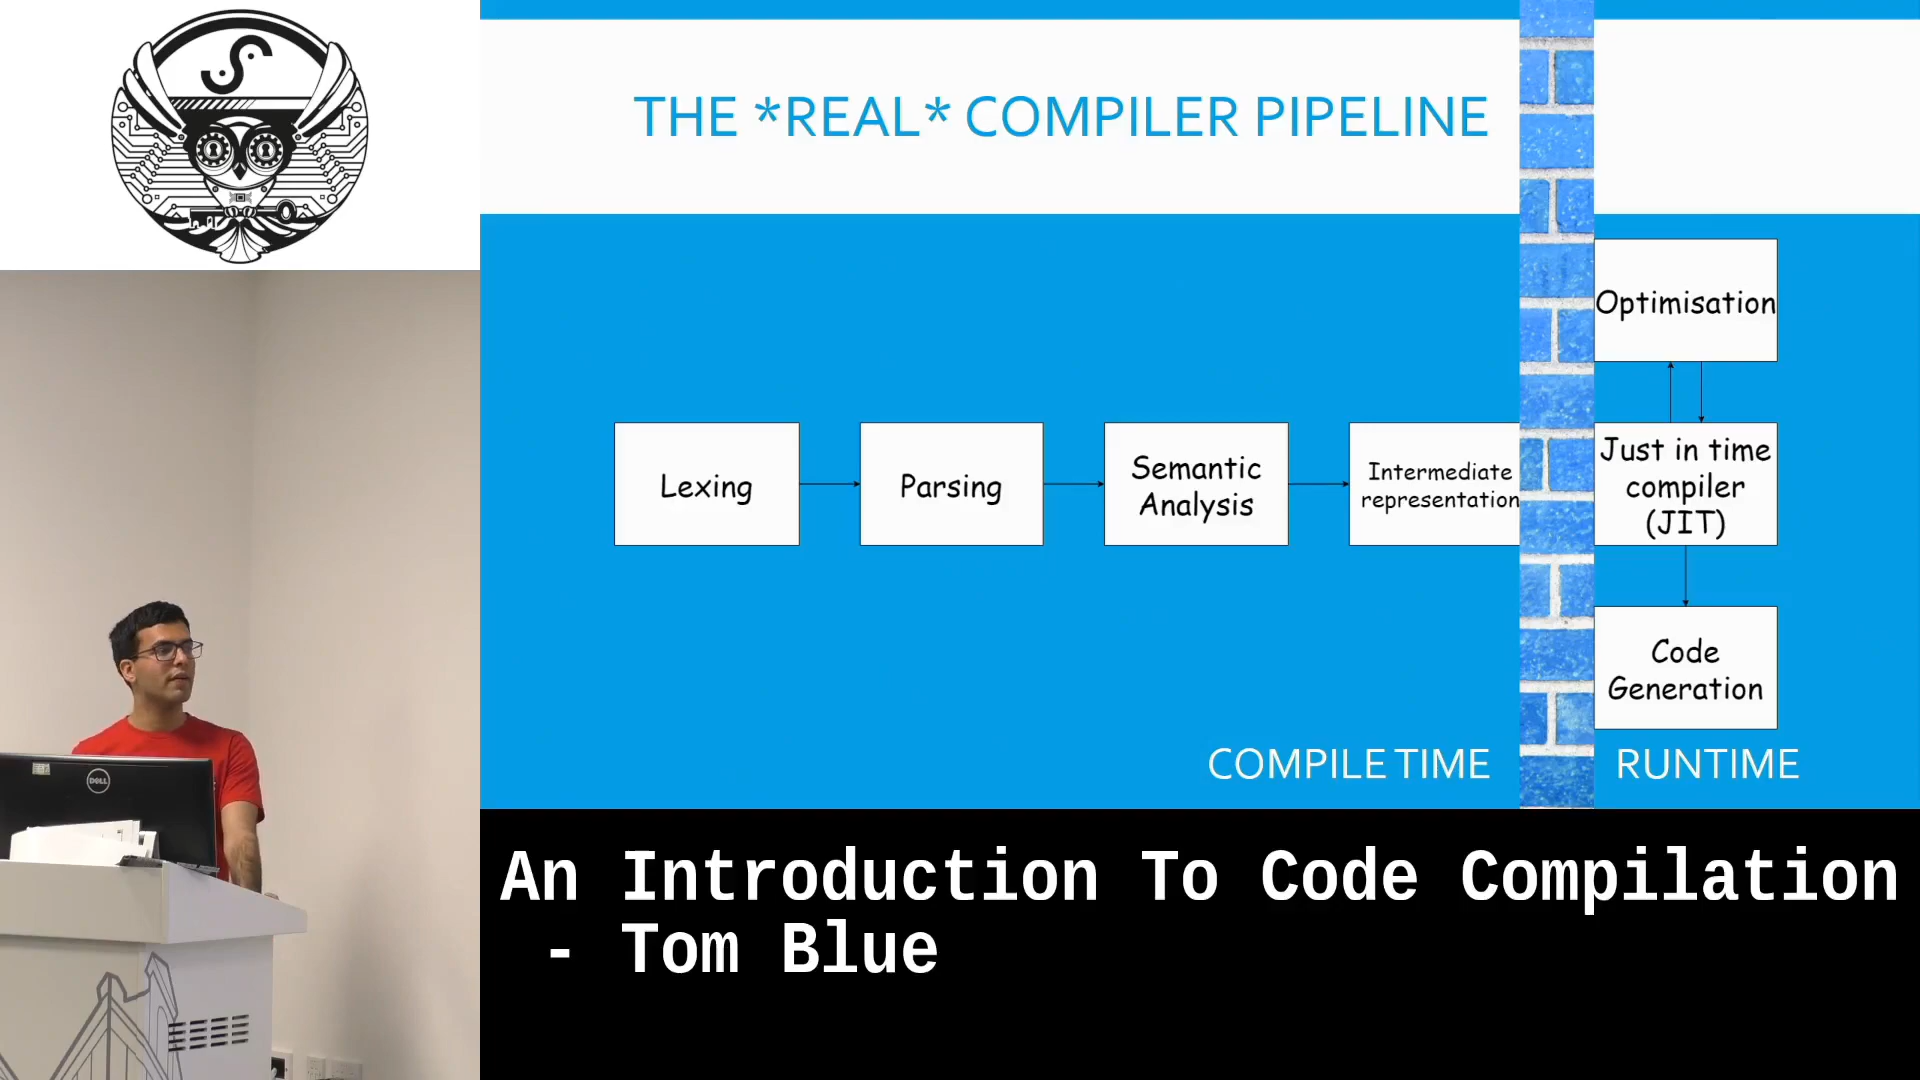 THE *REAL* COMPILER PIPELINE
Optimisation
Lexing
Parsing
Semantic
Analysis
Intermediate
representation
Just in time
compiler
(JIT)
Code
Generation
COMPILE TIME
RUNTIME
DELL
An Introduction To Code Compilation
- Tom Blue